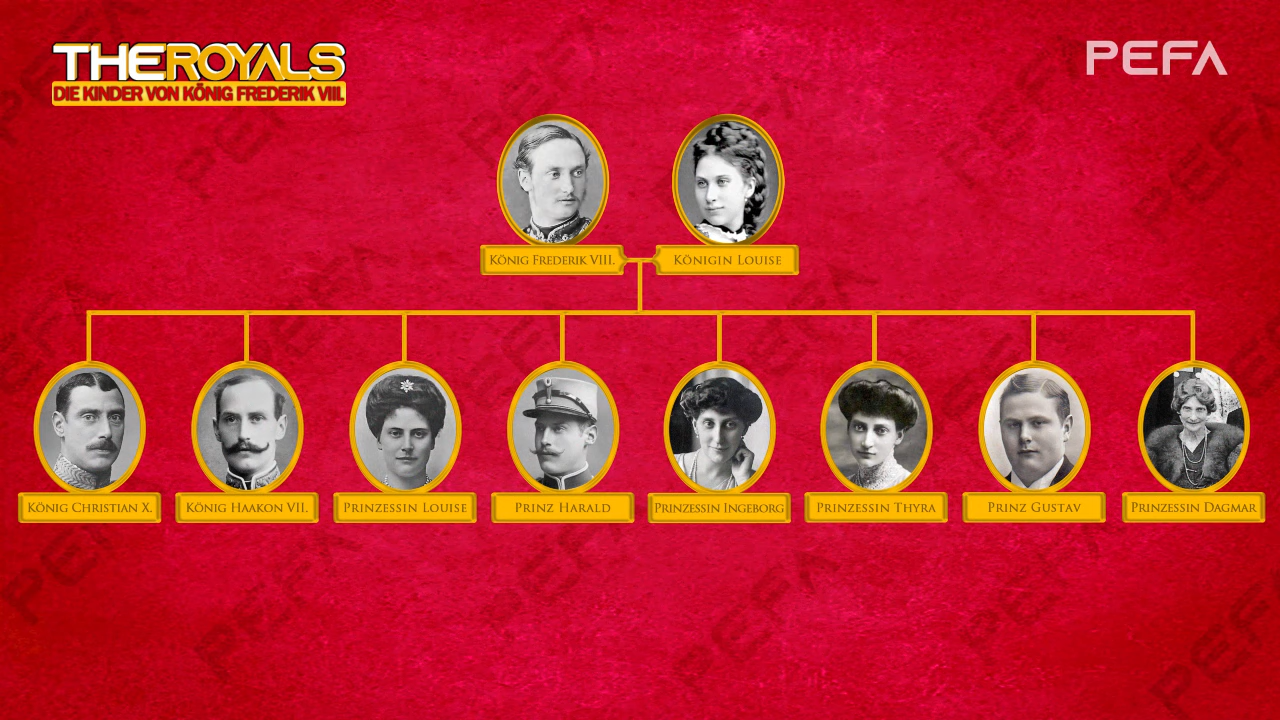 THEROYALS
DIE KINDER VON KÖNIG FREDERIK VIII.
PEFA
KÖNIG FREDERIK VIII.
KÖNIGIN LOUISE
KÖNIG CHRISTIAN X.
KÖNIG HAAKON VII.
PRINZESSIN LOUISE
PRINZ HARALD
PRINZESSIN INGEBORG
PRINZESSIN THYRA
PRINZ GUSTAV
PRINZESSIN DAGMAR